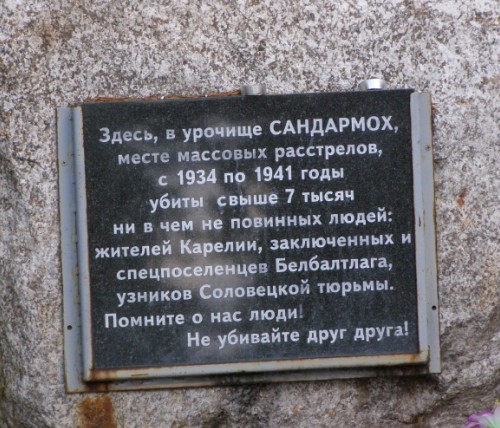 Здесь, в урочище САНДАРМОХ,
месте массовых расстрелов,
с 1934 по 1941 годы
убиты свыше 7 тысяч
ни в чем не повинных людей:
жителей Карелии, заключенных и
спецпоселенцев Белбалтлага,
узников Соловецкой тюрьмы.
Помните о нас люди!
Не убивайте друг друга!